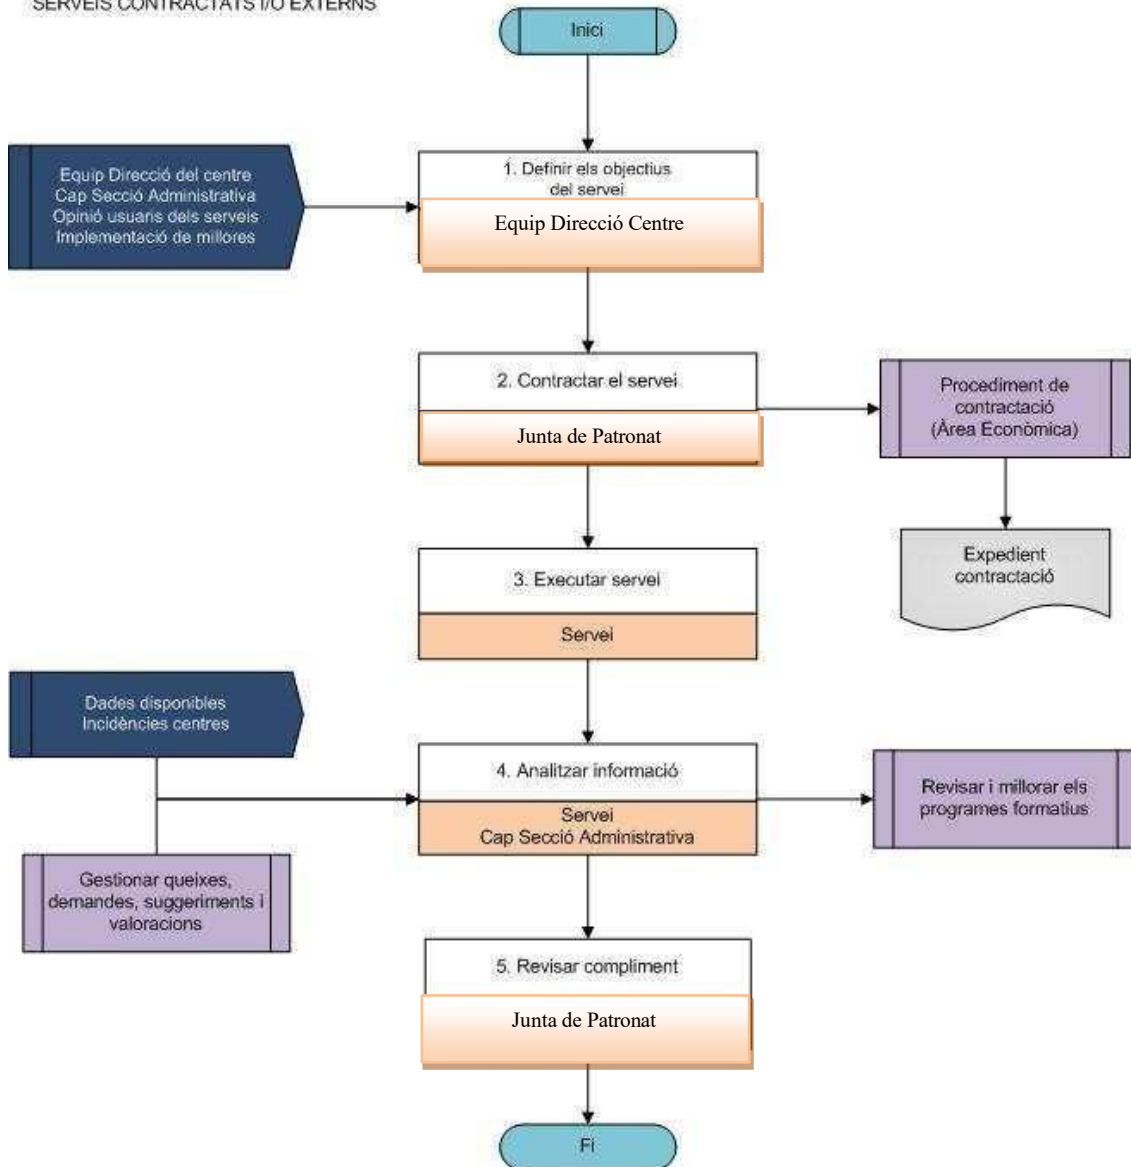 SERVEIS CONTRACTATS I/O EXTERNS
Inici
Equip Direcció del centre
Cap Secció Administrativa
Opinió usuaris dels serveis
Implementació de millores
1. Definir els objectius
del servei
Equip Direcció Centre
2. Contractar el servei
Junta de Patronat
Procediment de
contractació
(Àrea Econòmica)
Expedient
contractació
3. Executar servei
Servei
Dades disponibles
Incidències centres
4. Analitzar informació
Servei
Cap Secció Administrativa
Revisar i millorar els
programes formatius
Gestionar queixes,
demandes, suggeriments i
valoracions
5. Revisar compliment
Junta de Patronat
Fi